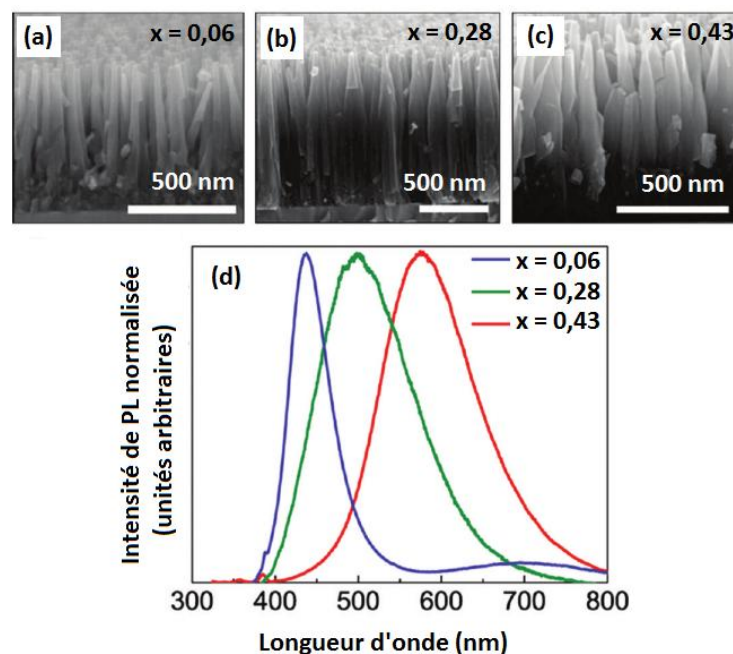 (a) x = 0,06
500 nm
(b) x = 0,28
500 nm
(c) x = 0,43
500 nm
Intensité de PL normalisée
(unités arbitraires)
(d)
x = 0,06
x = 0,28
x = 0,43
300 400 500 600 700 800
Longueur d'onde (nm)